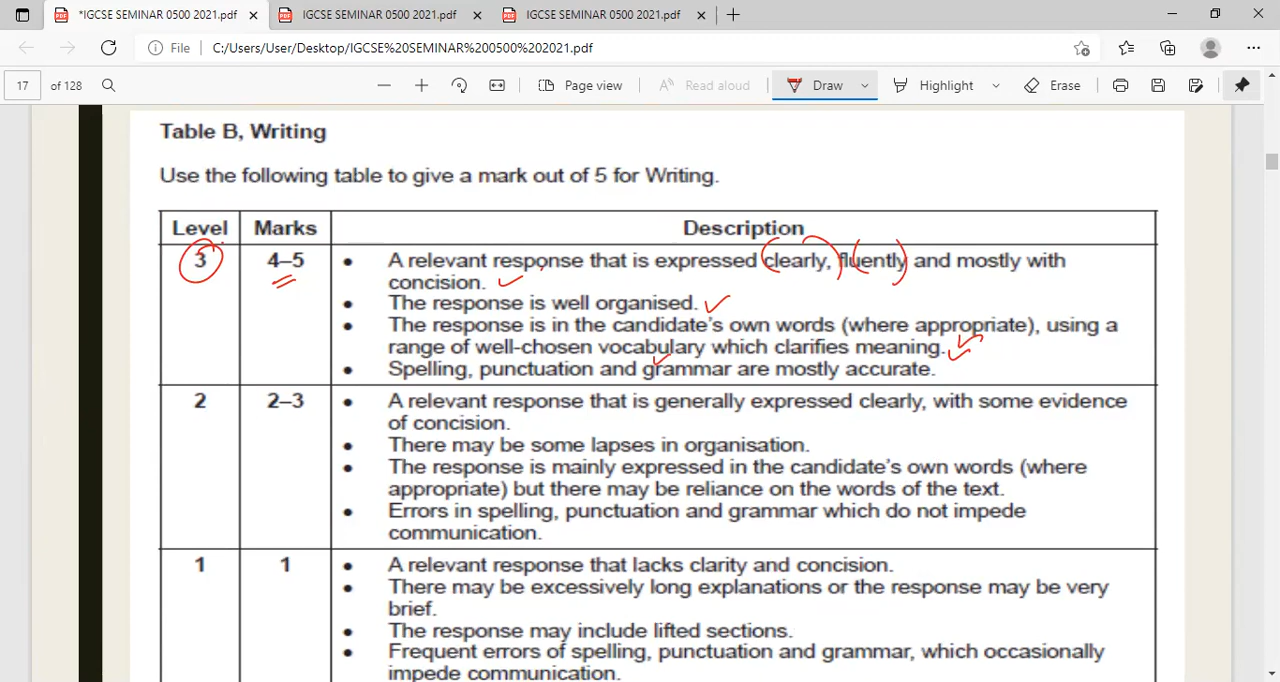 *IGCSE SEMINAR 0500 2021.pdf
IGCSE SEMINAR 0500 2021.pdf
IGCSE SEMINAR 0500 2021.pdf
File C:/Users/User/Desktop/IGCSE%20SEMINAR%200500%202021.pdf
17 of 128 Page view Read aloud Draw Highlight Erase
Table B, Writing
Use the following table to give a mark out of 5 for Writing.
Level Marks Description
3 4–5 • A relevant response that is expressed clearly, fluently and mostly with
concision.
• The response is well organised.
• The response is in the candidate's own words (where appropriate), using a
range of well-chosen vocabulary which clarifies meaning.
• Spelling, punctuation and grammar are mostly accurate.
2 2–3 • A relevant response that is generally expressed clearly, with some evidence
of concision.
• There may be some lapses in organisation.
• The response is mainly expressed in the candidate's own words (where
appropriate) but there may be reliance on the words of the text.
• Errors in spelling, punctuation and grammar which do not impede
communication.
1 1 • A relevant response that lacks clarity and concision.
• There may be excessively long explanations or the response may be very
brief.
• The response may include lifted sections.
• Frequent errors of spelling, punctuation and grammar, which occasionally
impede communication.